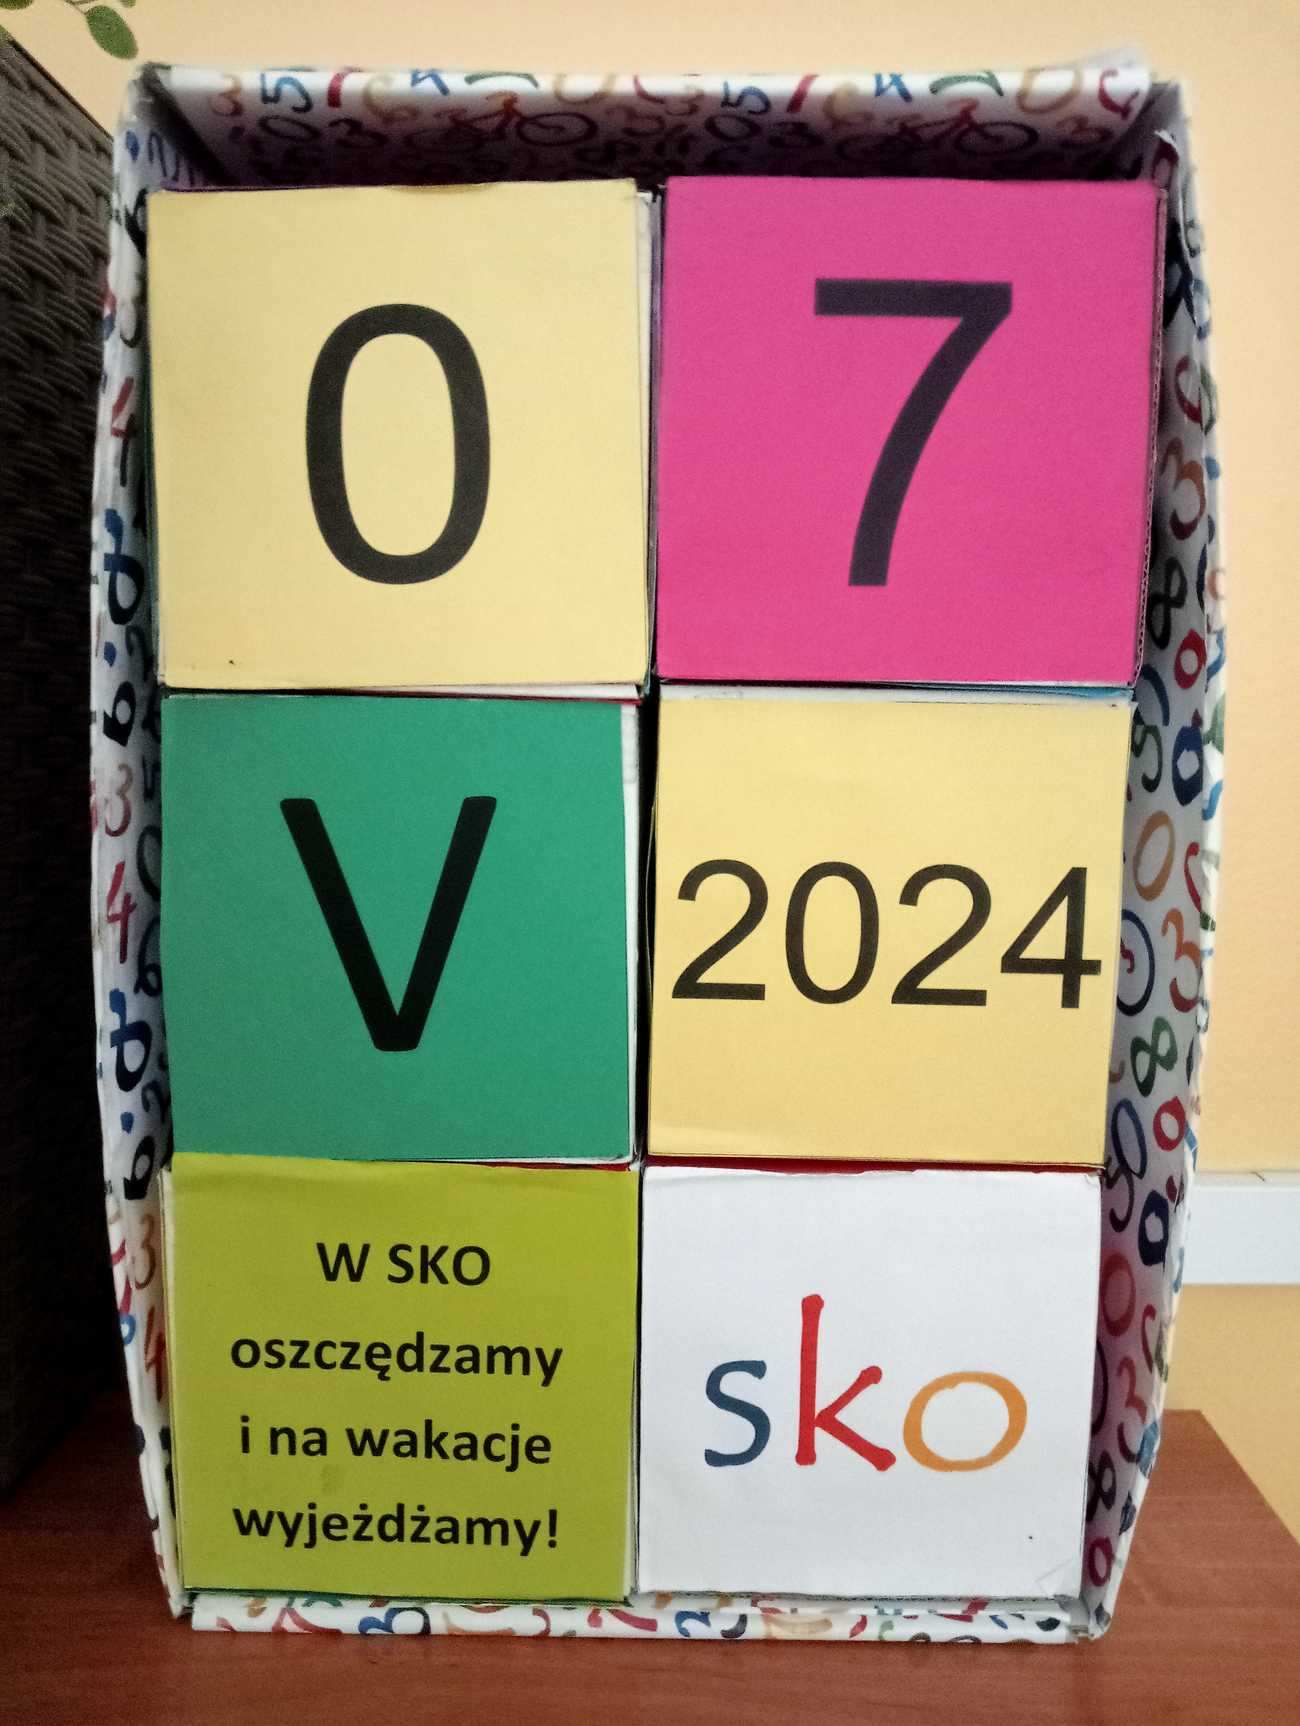 0 7
V 2024
W SKO
oszczędzamy
i na wakacje
wyjeżdżamy!
sko